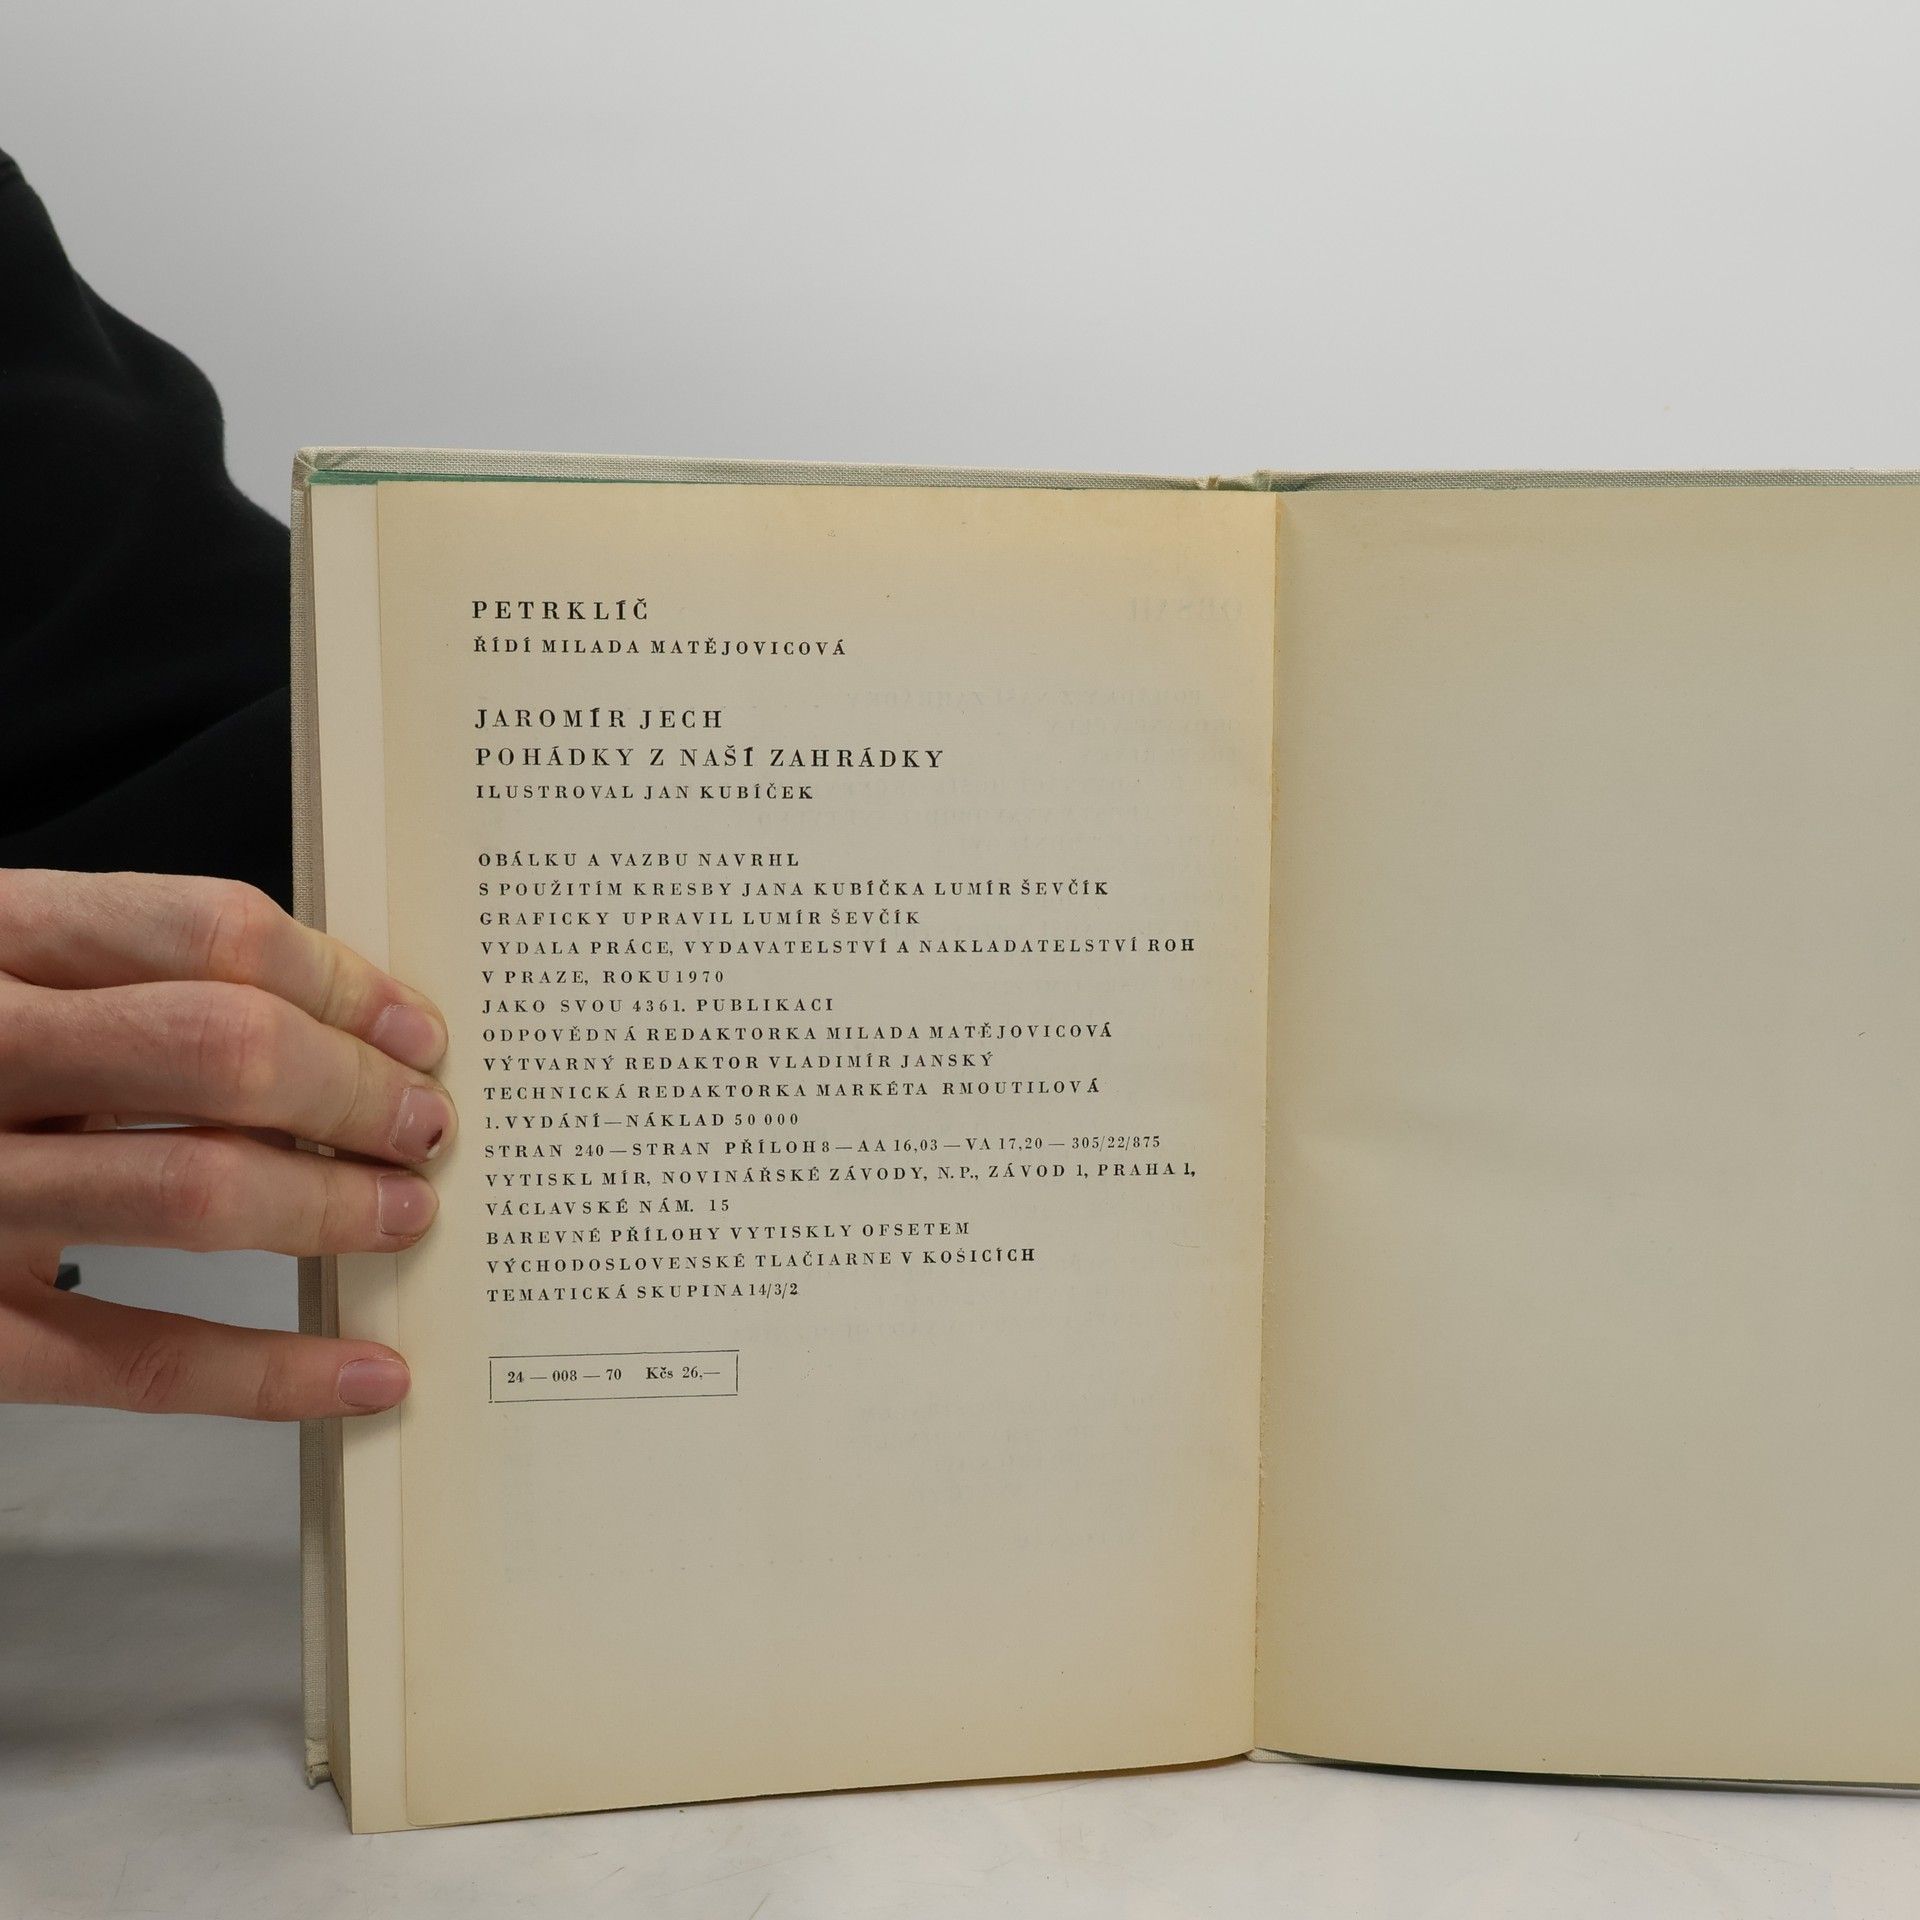 PETRKLÍČ
ŘÍDÍ MILADA MATĚJOVICOVÁ
JAROMÍR JECH
POHÁDKY Z NAŠÍ ZAHRÁDKY
ILUSTROVAL JAN KUBÍČEK
OBÁLKU A VAZBU NAVRHL
S POUŽITÍM KRESBY JANA KUBÍČKA LUMÍR ŠEVČÍK
GRAFICKY UPRAVIL LUMÍR ŠEVČÍK
VYDALA PRÁCE, VYDAVATELSTVÍ A NAKLADATELSTVÍ ROH
V PRAZE, ROKU 1970
JAKO SVOU 4361. PUBLIKACI
ODPOVĚDNÁ REDAKTORKA MILADA MATĚJOVICOVÁ
VÝTVARNÝ REDAKTOR VLADIMÍR JANSKÝ
TECHNICKÁ REDAKTORKA MARKÉTA RMOUTILOVÁ
1. VYDÁNÍ — NÁKLAD 50 000
STRAN 240 — STRAN PŘÍLOH 8 — AA 16,03 — VA 17,20 — 305/22/875
VYTISKL MÍR, NOVINÁŘSKÉ ZÁVODY, N. P., ZÁVOD 1, PRAHA 1,
VÁCLAVSKÉ NÁM. 15
BAREVNÉ PŘÍLOHY VYTISKLY OFSETEM
VÝCHODOSLOVENSKÉ TLAČIARNE V KOŠICÍCH
TEMATICKÁ SKUPINA 14/3/2
24 — 008 — 70 Kčs 26,—